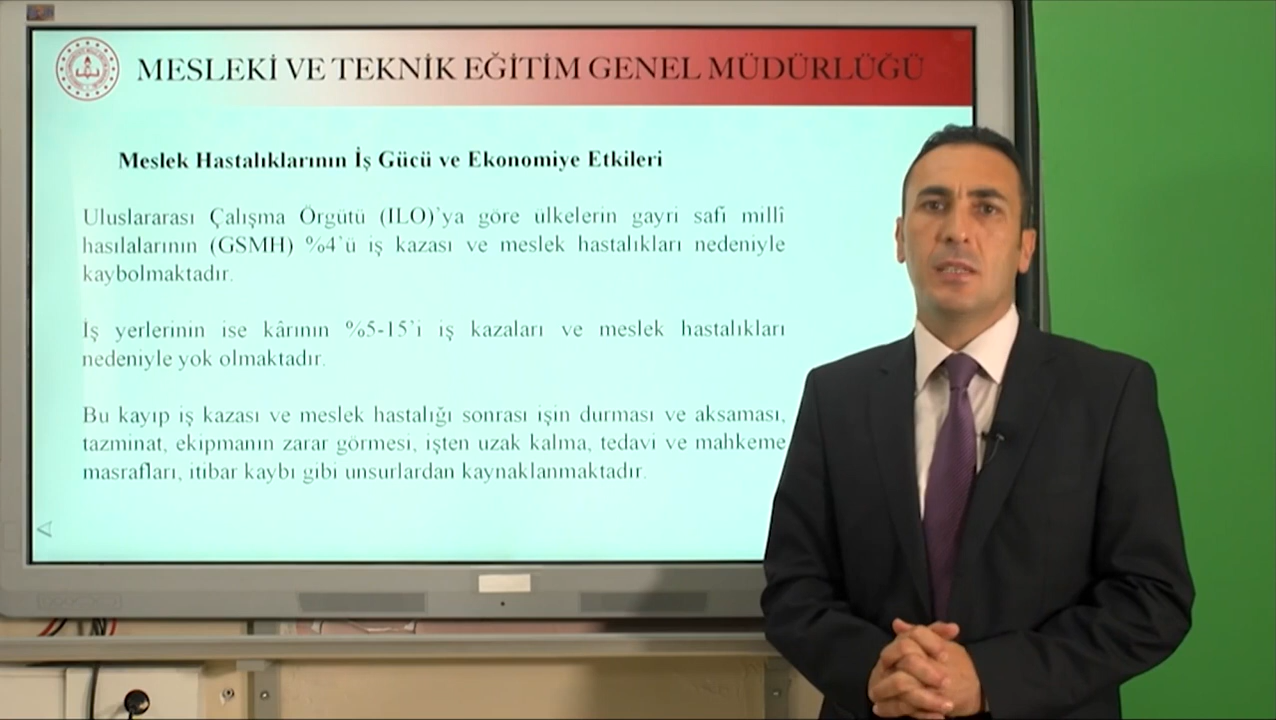 MESLEKİ VE TEKNİK EĞİTİM GENEL MÜDÜRLÜĞÜ
Meslek Hastalıklarının İş Gücü ve Ekonomiye Etkileri
Uluslararası Çalışma Örgütü (ILO)'ya göre ülkelerin gayri safi millî
hasılalarının (GSMH) %4'ü iş kazası ve meslek hastalıkları nedeniyle
kaybolmaktadır.
İş yerlerinin ise kârının %5-15'i iş kazaları ve meslek hastalıkları
nedeniyle yok olmaktadır.
Bu kayıp iş kazası ve meslek hastalığı sonrası işin durması ve aksaması,
tazminat, ekipmanın zarar görmesi, işten uzak kalma, tedavi ve mahkeme
masrafları, itibar kaybı gibi unsurlardan kaynaklanmaktadır.